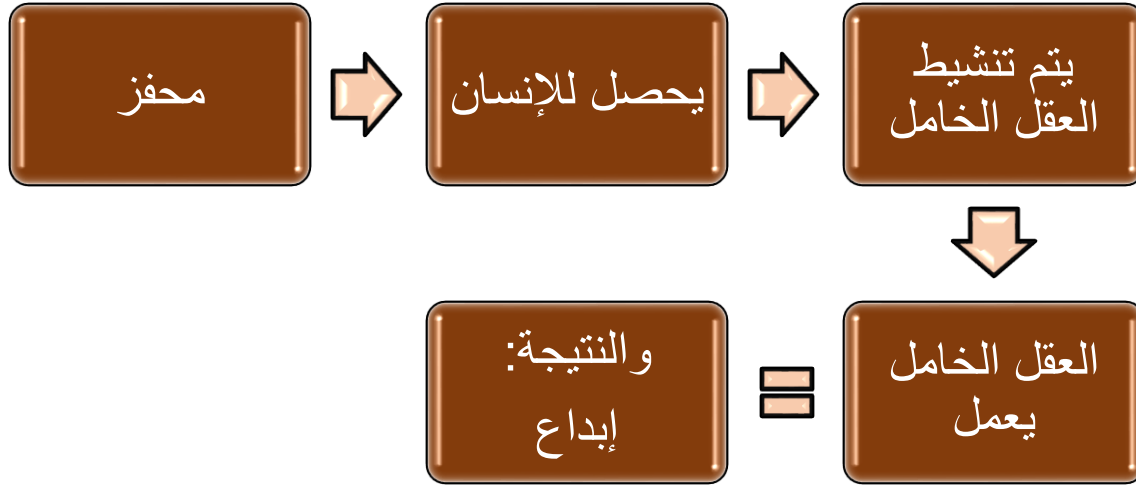 محفز
يحصل للإنسان
يتم تنشيط
العقل الخامل
العقل الخامل
يعمل
والنتيجة:
إبداع